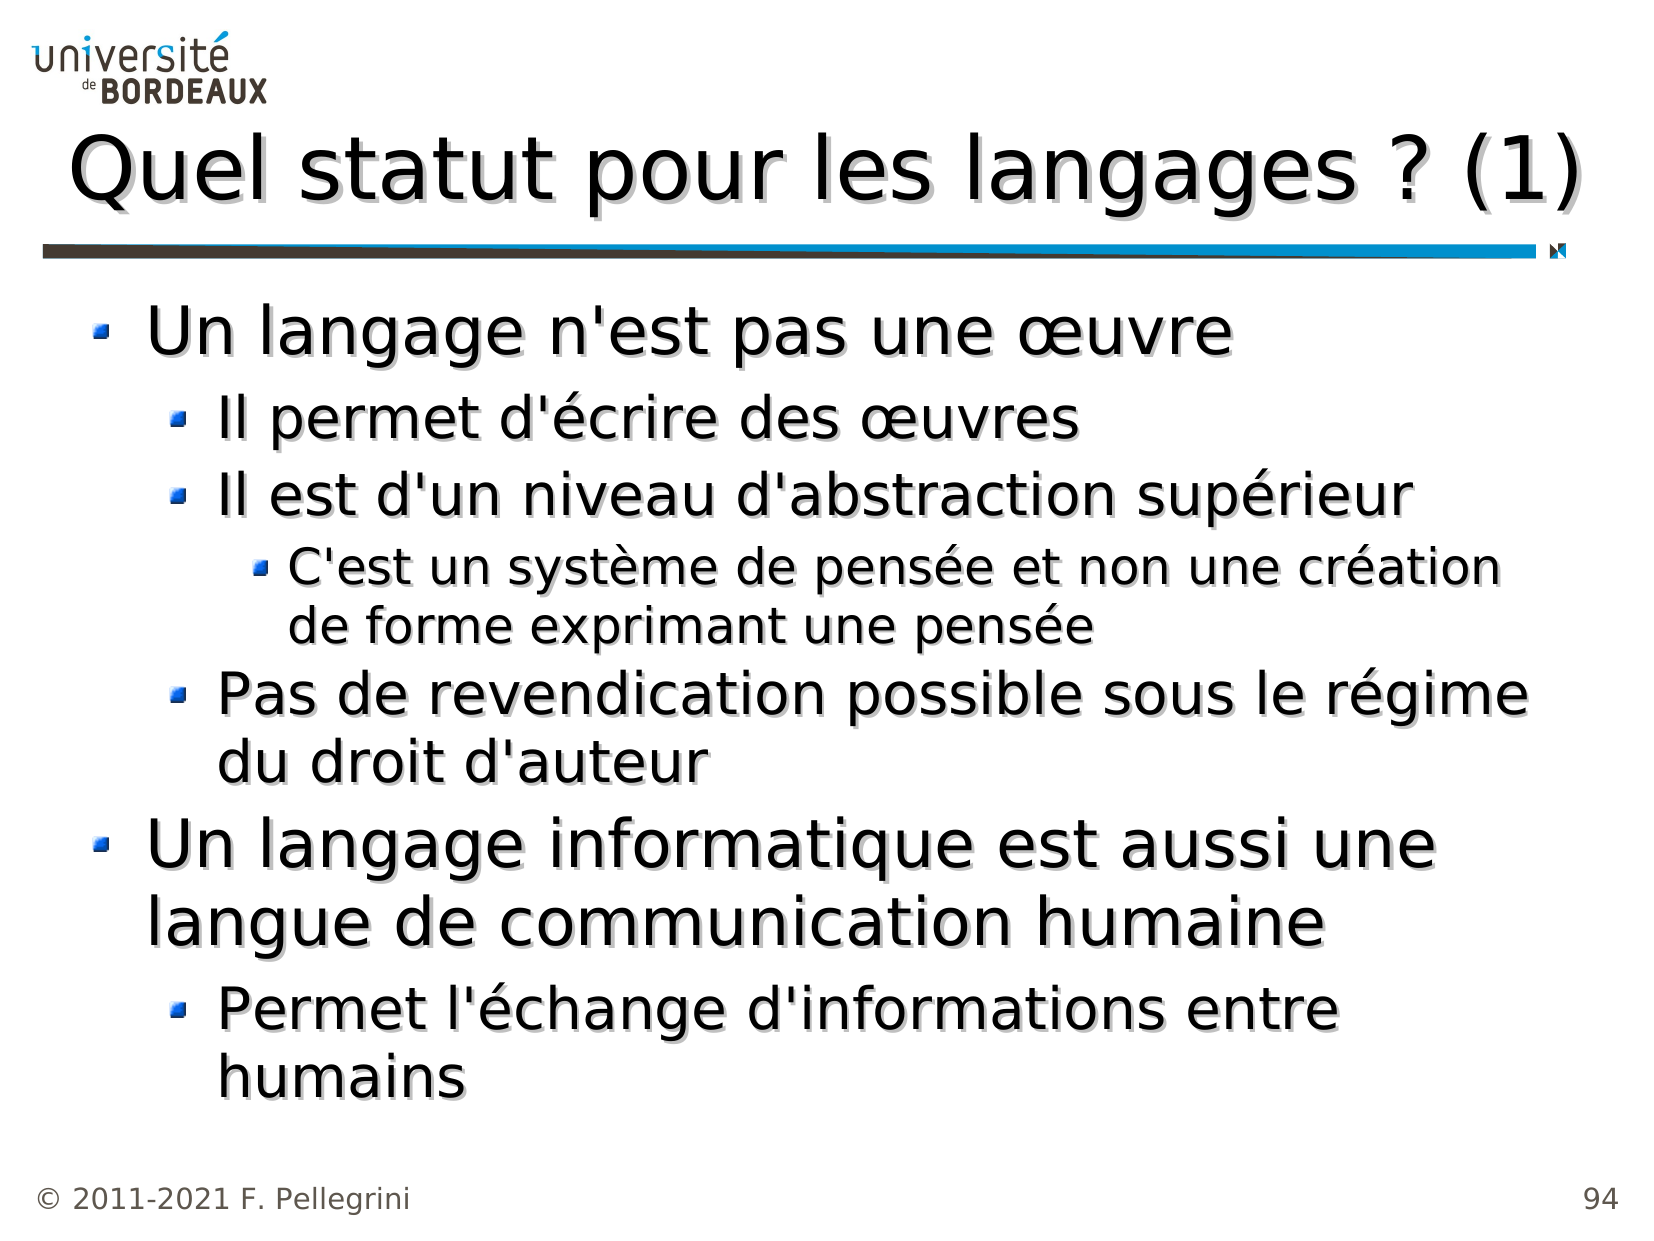 université
de BORDEAUX
Quel statut pour les langages ? (1)
Un langage n'est pas une œuvre
Il permet d'écrire des œuvres
Il est d'un niveau d'abstraction supérieur
C'est un système de pensée et non une création
de forme exprimant une pensée
Pas de revendication possible sous le régime
du droit d'auteur
Un langage informatique est aussi une
langue de communication humaine
Permet l'échange d'informations entre
humains
© 2011-2021 F. Pellegrini
94